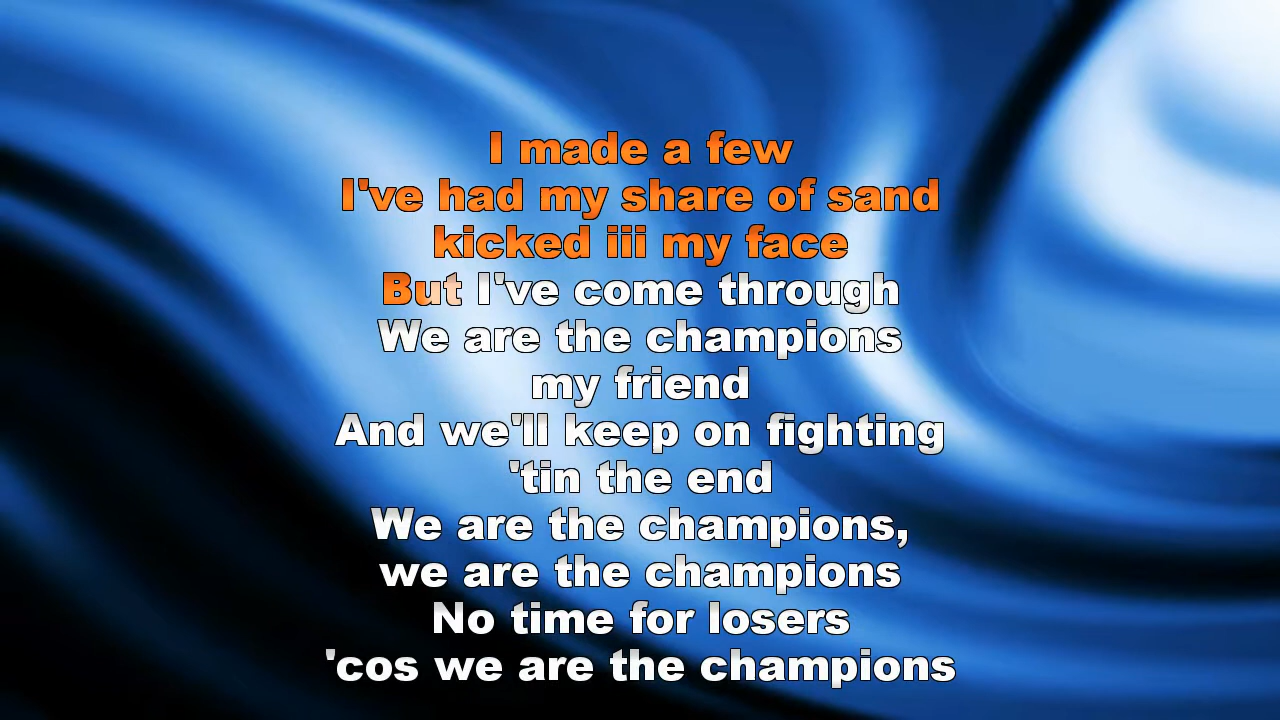 I made a few
I've had my share of sand
kicked iii my face
But I've come through
We are the champions
my friend
And we'll keep on fighting
'tin the end
We are the champions,
we are the champions
No time for losers
'cos we are the champions